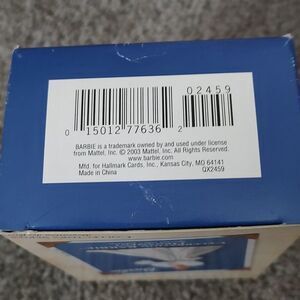 02459
0 15012 77636 2
BARBIE is a trademark owned by and used under license
from Mattel, Inc. © 2003 Mattel, Inc. All Rights Reserved.
www.barbie.com
Mfd. for Hallmark Cards, Inc., Kansas City, MO 64141
Made in China QX2459